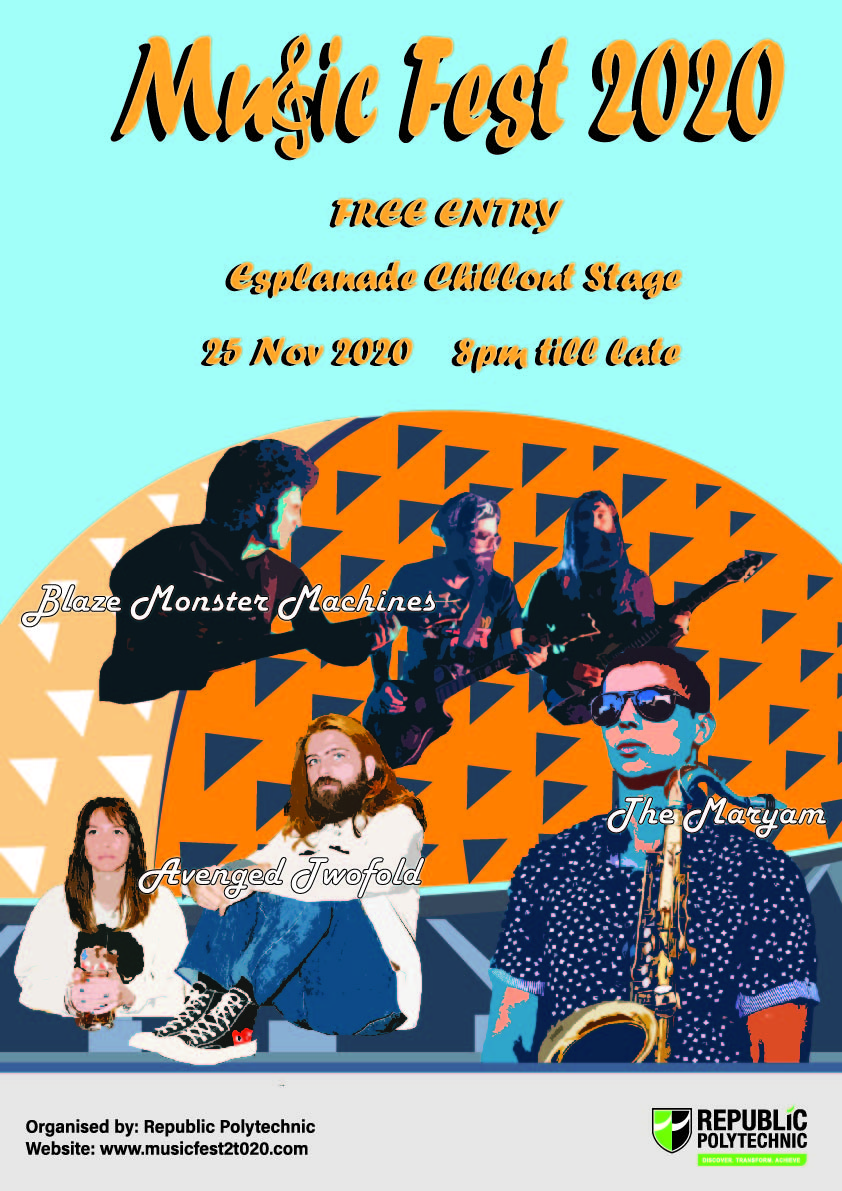 Music Fest 2020
FREE ENTRY
Esplanade Chillout Stage
25 Nov 2020 8pm till late
Blaze Monster Machines
The Maryam
Avenged Twofold
Organised by: Republic Polytechnic
Website: www.musicfest2t020.com
REPUBLIC
POLYTECHNIC
DISCOVER. TRANSFORM. ACHIEVE